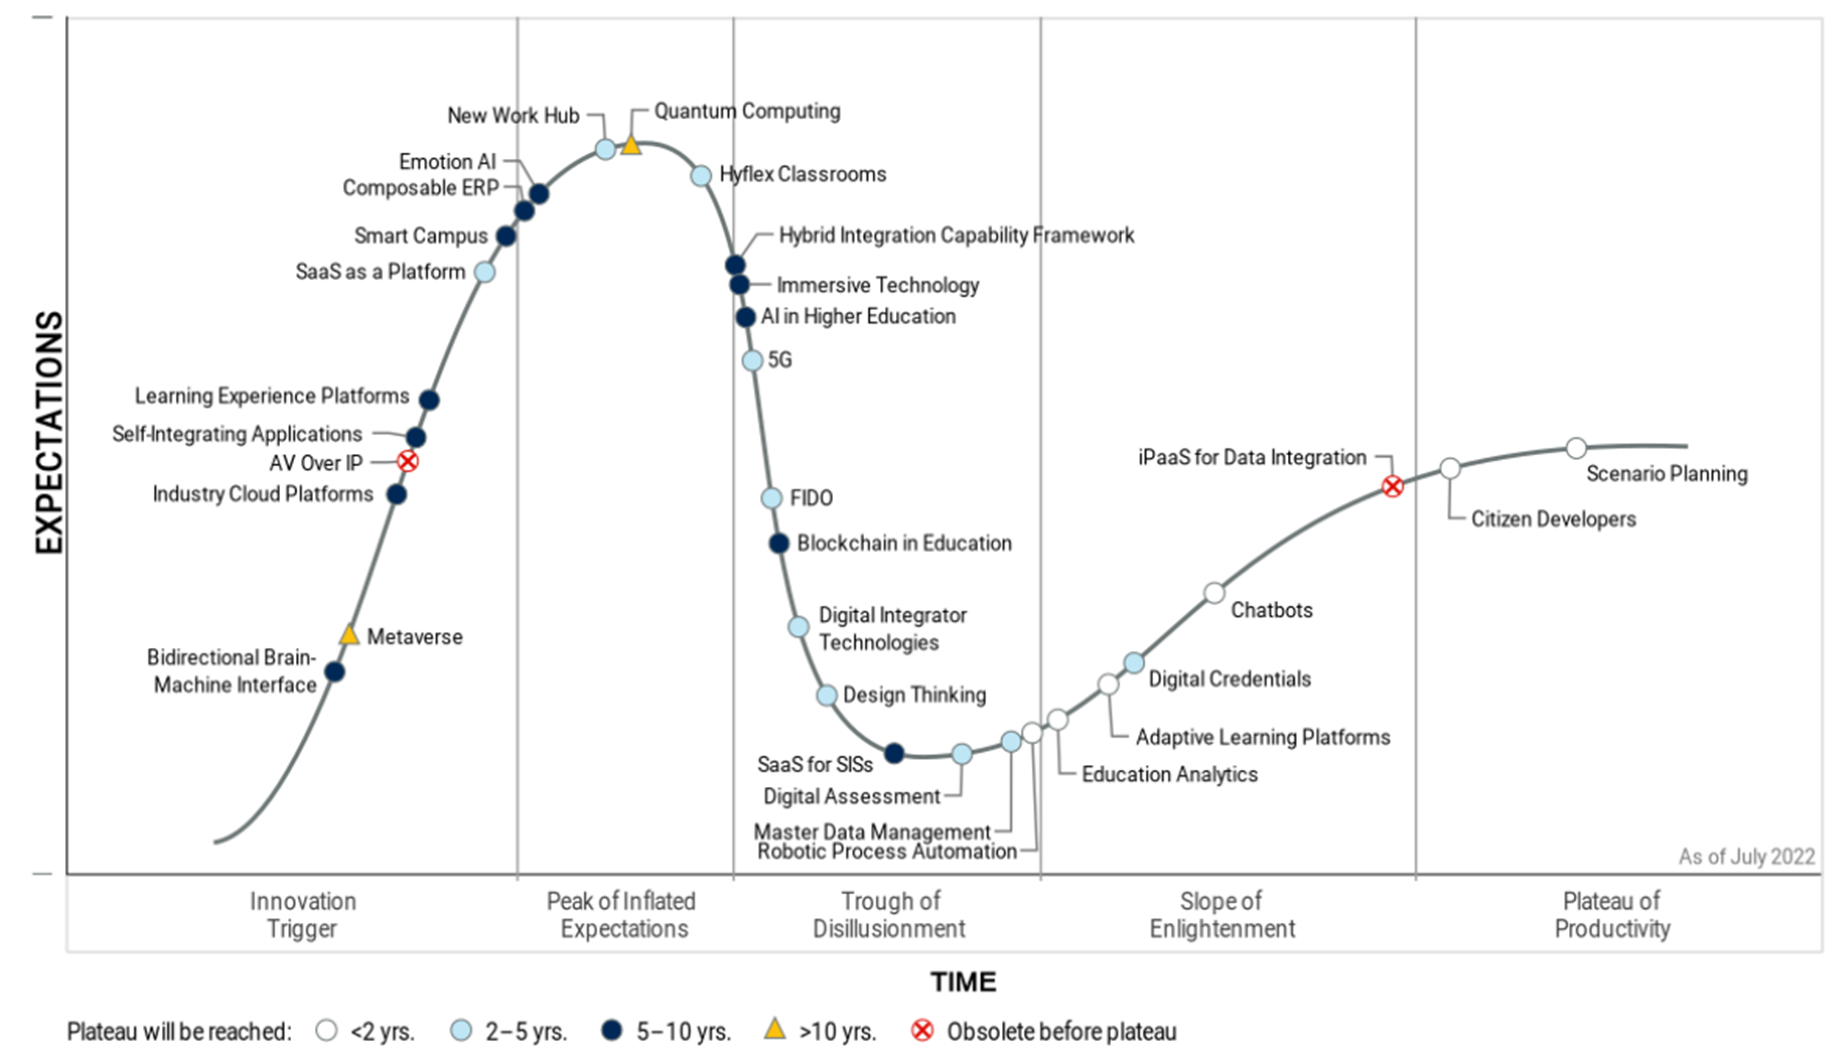 New Work Hub
Quantum Computing
Emotion AI
Composable ERP
Hyflex Classrooms
Smart Campus
Hybrid Integration Capability Framework
SaaS as a Platform
Immersive Technology
AI in Higher Education
5G
Learning Experience Platforms
Self-Integrating Applications
AV Over IP
Industry Cloud Platforms
iPaaS for Data Integration
Scenario Planning
FIDO
Citizen Developers
Blockchain in Education
EXPECTATIONS
Digital Integrator
Technologies
Chatbots
Metaverse
Bidirectional Brain-
Machine Interface
Digital Credentials
Design Thinking
Adaptive Learning Platforms
SaaS for SISs
Education Analytics
Digital Assessment
Master Data Management
Robotic Process Automation
As of July 2022
Innovation
Trigger
Peak of Inflated
Expectations
Trough of
Disillusionment
Slope of
Enlightenment
Plateau of
Productivity
TIME
Plateau will be reached: <2 yrs. 2–5 yrs. 5–10 yrs. >10 yrs. Obsolete before plateau